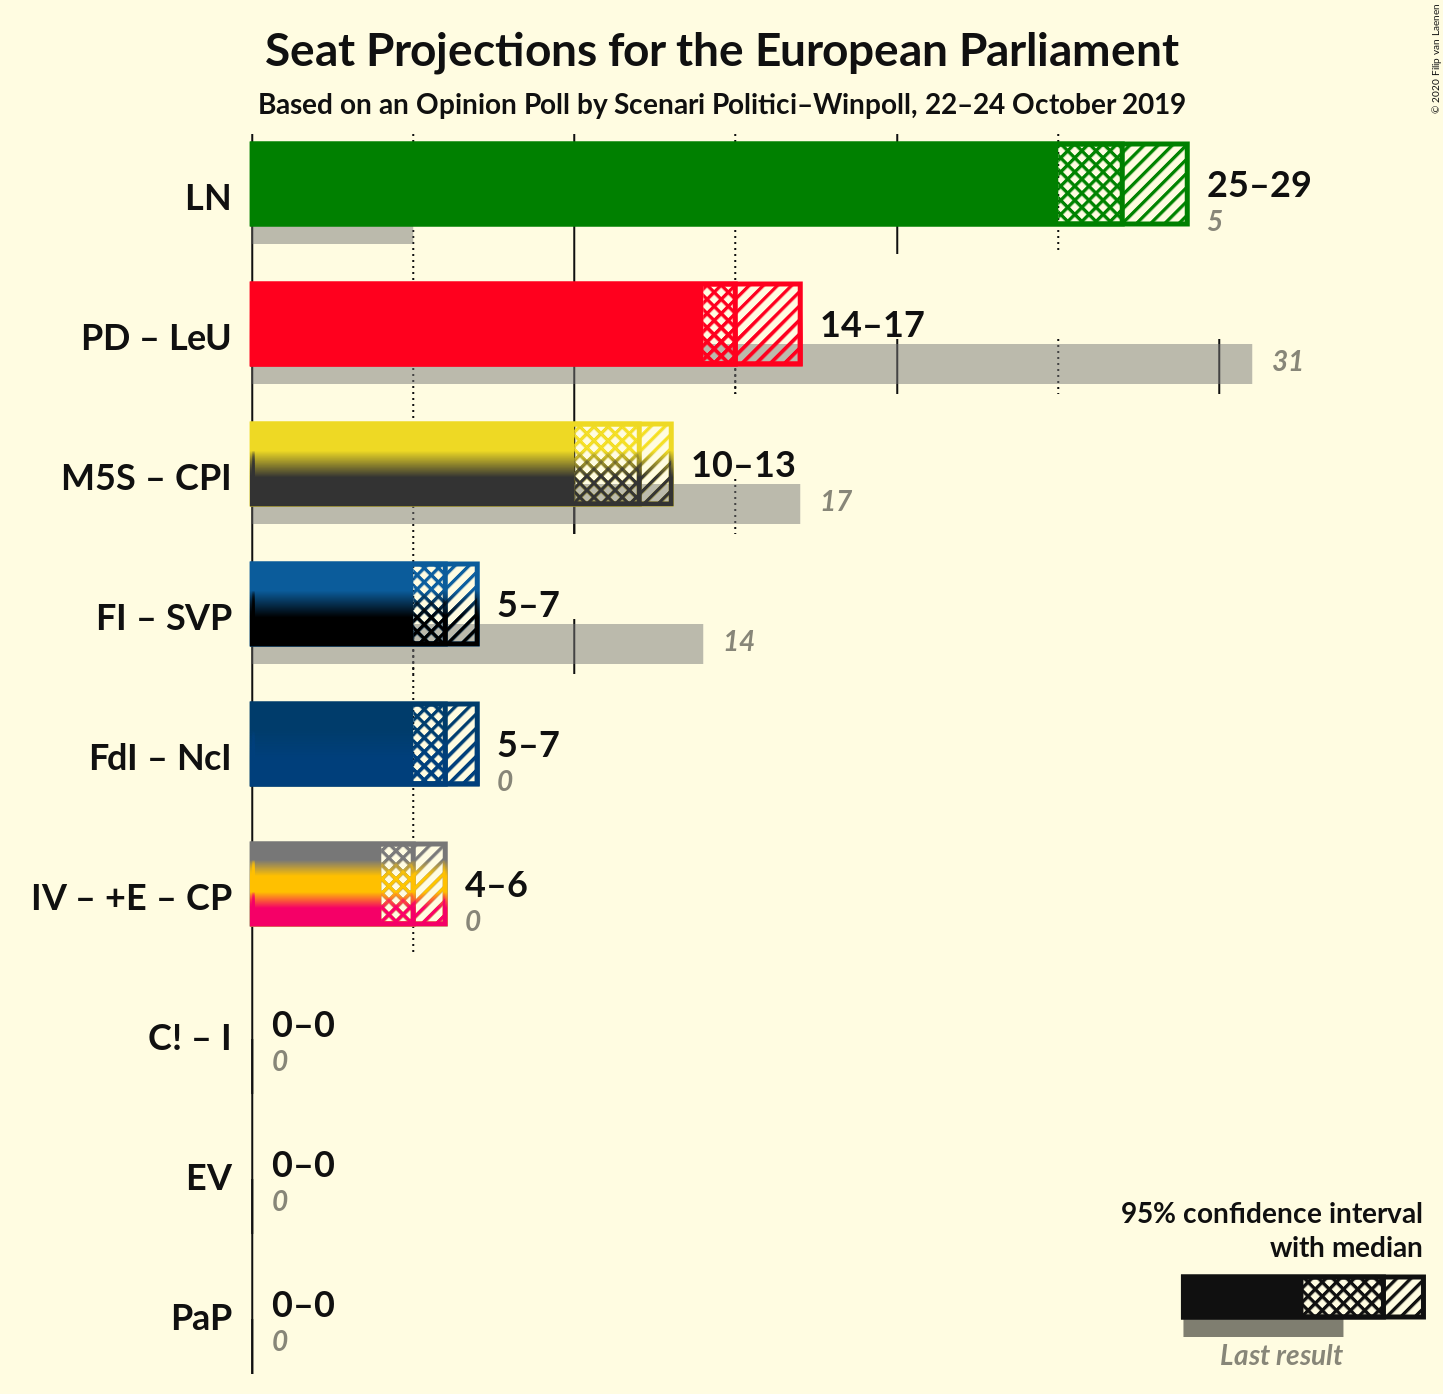 Seat Projections for the European Parliament
Based on an Opinion Poll by Scenari Politici–Winpoll, 22–24 October 2019
© 2020 Filip van Laenen
LN
25–29
5
PD – LeU
14–17
31
M5S – CPI
10–13
17
FI – SVP
5–7
14
FdI – NcI
5–7
0
IV – +E – CP
4–6
0
C! – I
0–0
0
EV
0–0
0
PaP
0–0
0
95% confidence interval
with median
Last result